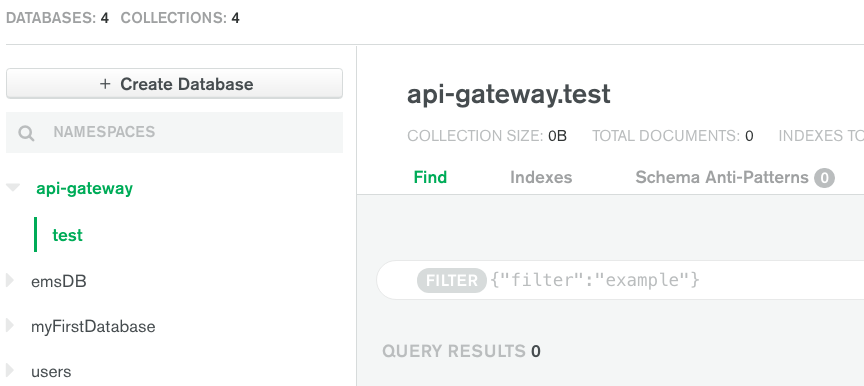 DATABASES: 4 COLLECTIONS: 4
+ Create Database
NAMESPACES
api-gateway
test
emsDB
myFirstDatabase
users
api-gateway.test
COLLECTION SIZE: 0B TOTAL DOCUMENTS: 0 INDEXES TO
Find Indexes Schema Anti-Patterns 0
FILTER {"filter":"example"}
QUERY RESULTS 0